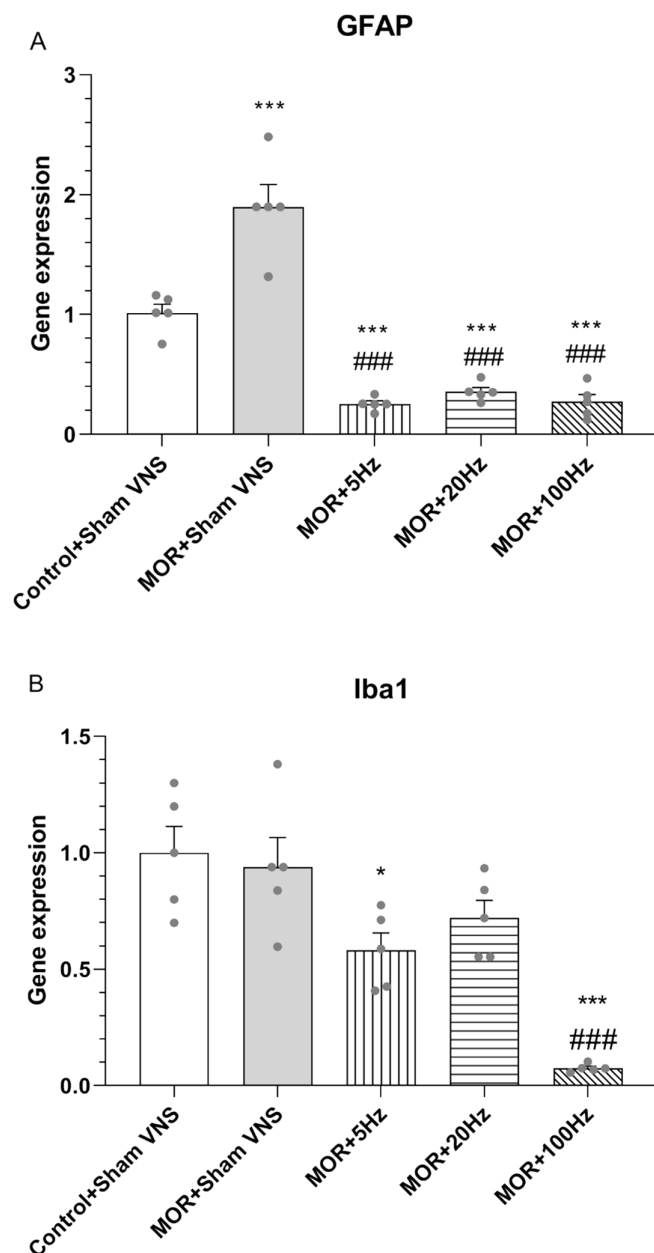 A
GFAP
Gene expression
3
2
1
0
***
***
###
***
###
***
###
Control+Sham VNS
MOR+Sham VNS
MOR+5Hz
MOR+20Hz
MOR+100Hz
B
Iba1
Gene expression
1.5
1.0
0.5
0.0
*
***
###
Control+Sham VNS
MOR+Sham VNS
MOR+5Hz
MOR+20Hz
MOR+100Hz